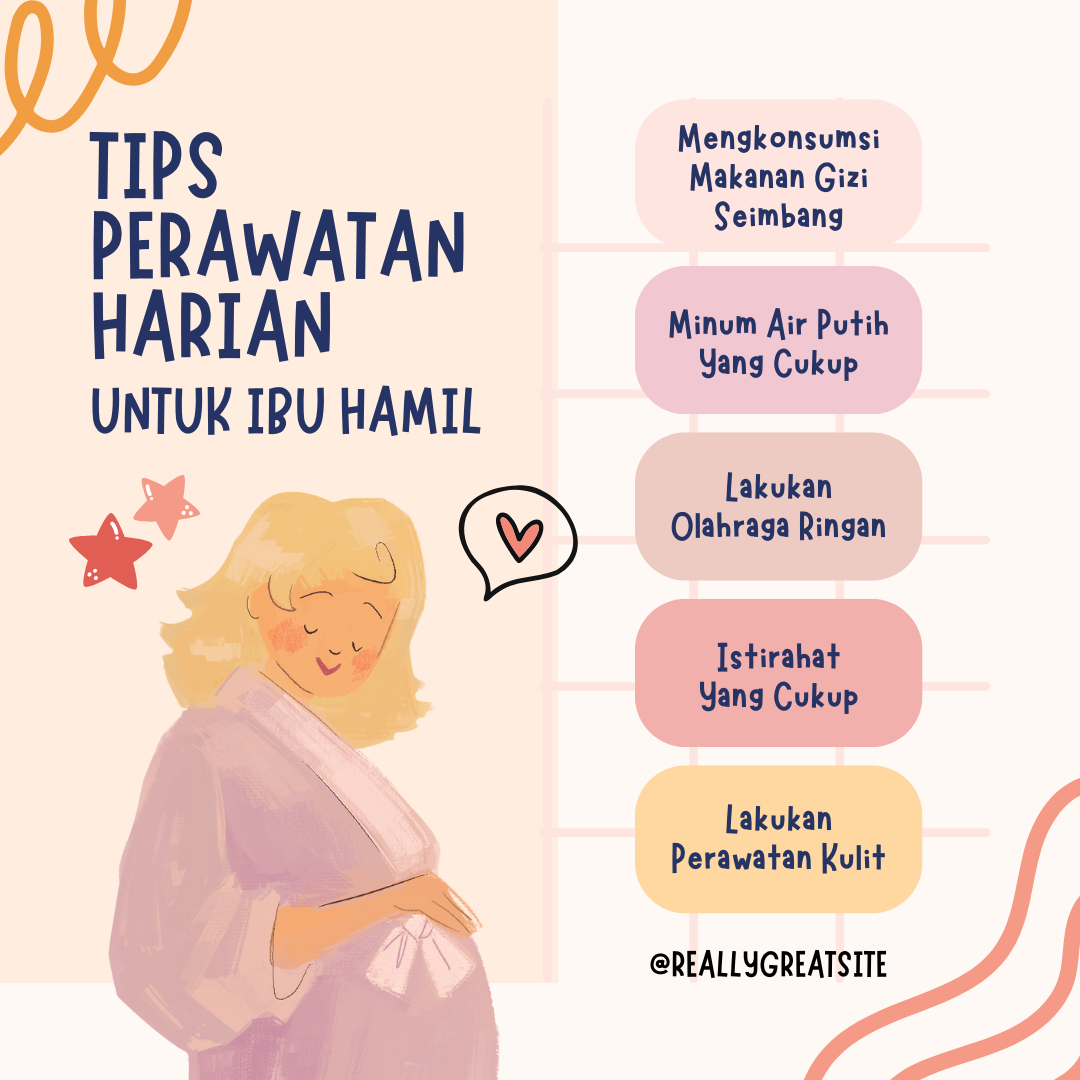 TIPS
PERAWATAN
HARIAN
UNTUK IBU HAMIL
Mengkonsumsi
Makanan Gizi
Seimbang
Minum Air Putih
Yang Cukup
Lakukan
Olahraga Ringan
Istirahat
Yang Cukup
Lakukan
Perawatan Kulit
@REALLYGREATSITE